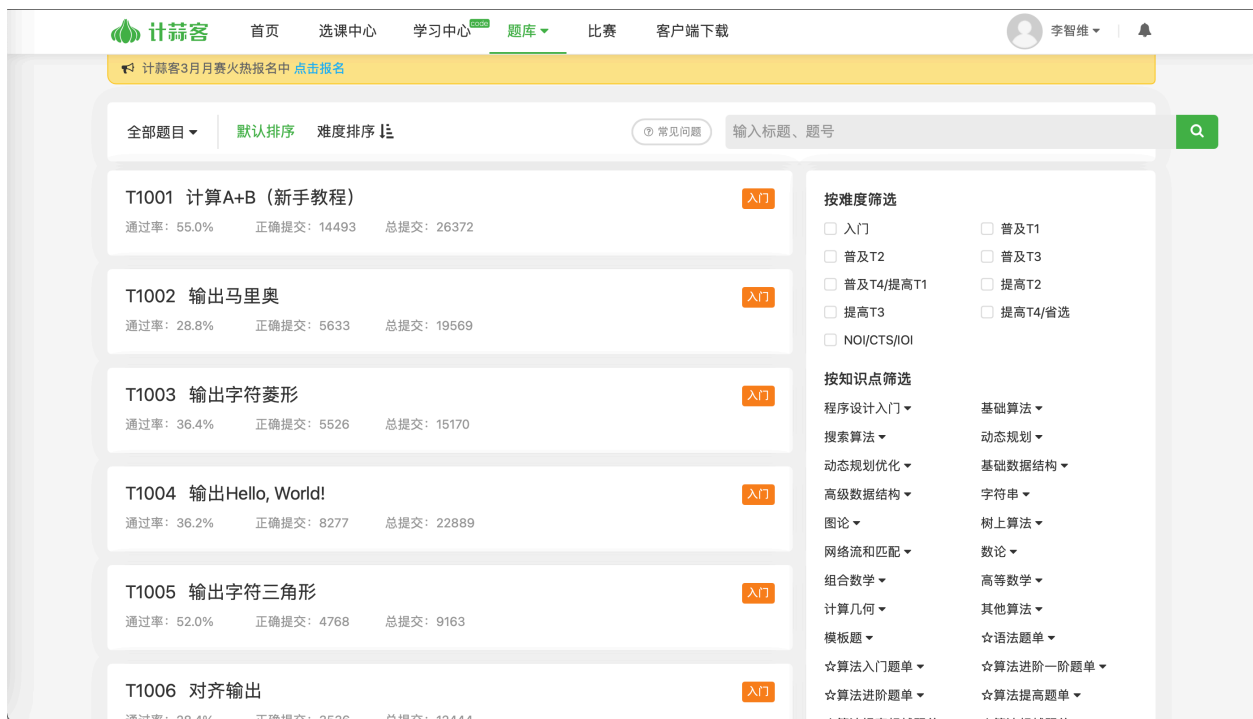 计蒜客 首页 选课中心 学习中心 code 题库 比赛 客户端下载 李智维
计蒜客3月月赛火热报名中 点击报名
全部题目 默认排序 难度排序 常见问题 输入标题、题号
T1001 计算A+B（新手教程） 入门
通过率：55.0% 正确提交：14493 总提交：26372
T1002 输出马里奥 入门
通过率：28.8% 正确提交：5633 总提交：19569
T1003 输出字符菱形 入门
通过率：36.4% 正确提交：5526 总提交：15170
T1004 输出Hello, World! 入门
通过率：36.2% 正确提交：8277 总提交：22889
T1005 输出字符三角形 入门
通过率：52.0% 正确提交：4768 总提交：9163
T1006 对齐输出 入门
按难度筛选
入门 普及T1
普及T2 普及T3
普及T4/提高T1 提高T2
提高T3 提高T4/省选
NOI/CTS/IOI
按知识点筛选
程序设计入门 基础算法
搜索算法 动态规划
动态规划优化 基础数据结构
高级数据结构 字符串
图论 树上算法
网络流和匹配 数论
组合数学 高等数学
计算几何 其他算法
模板题 ☆语法题单
☆算法入门题单 ☆算法进阶一阶题单
☆算法进阶题单 ☆算法提高题单